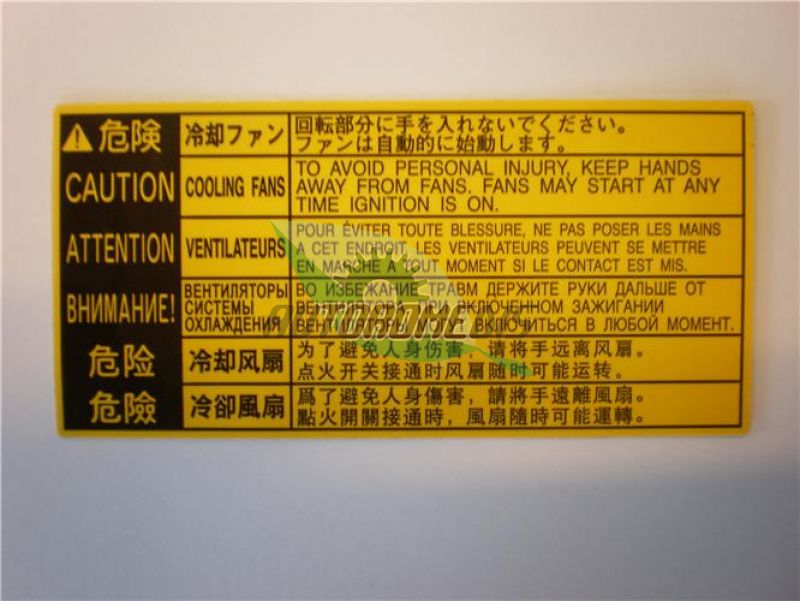 危険 冷却ファン 回転部分に手を入れないでください。
ファンは自動的に始動します。
CAUTION COOLING FANS TO AVOID PERSONAL INJURY, KEEP HANDS
AWAY FROM FANS. FANS MAY START AT ANY
TIME IGNITION IS ON.
ATTENTION VENTILATEURS POUR ÉVITER TOUTE BLESSURE, NE PAS POSER LES MAINS
A CET ENDROIT, LES VENTILATEURS PEUVENT SE METTRE
EN MARCHE A TOUT MOMENT SI LE CONTACT EST MIS.
ВНИМАНИЕ! ВЕНТИЛЯТОРЫ СИСТЕМЫ ОХЛАЖДЕНИЯ ВО ИЗБЕЖАНИЕ ТРАВМ ДЕРЖИТЕ РУКИ ДАЛЬШЕ ОТ
ВЕНТИЛЯТОРА. ПРИ ВКЛЮЧЕННОМ ЗАЖИГАНИИ
ВЕНТИЛЯТОРЫ ВКЛЮЧИТЬСЯ В ЛЮБОЙ МОМЕНТ.
危险 冷却风扇 为了避免人身伤害，请将手远离风扇。
点火开关接通时风扇随时可能运转。
危險 冷卻風扇 爲了避免人身傷害，請將手遠離風扇。
點火開關接通時，風扇隨時可能運轉。